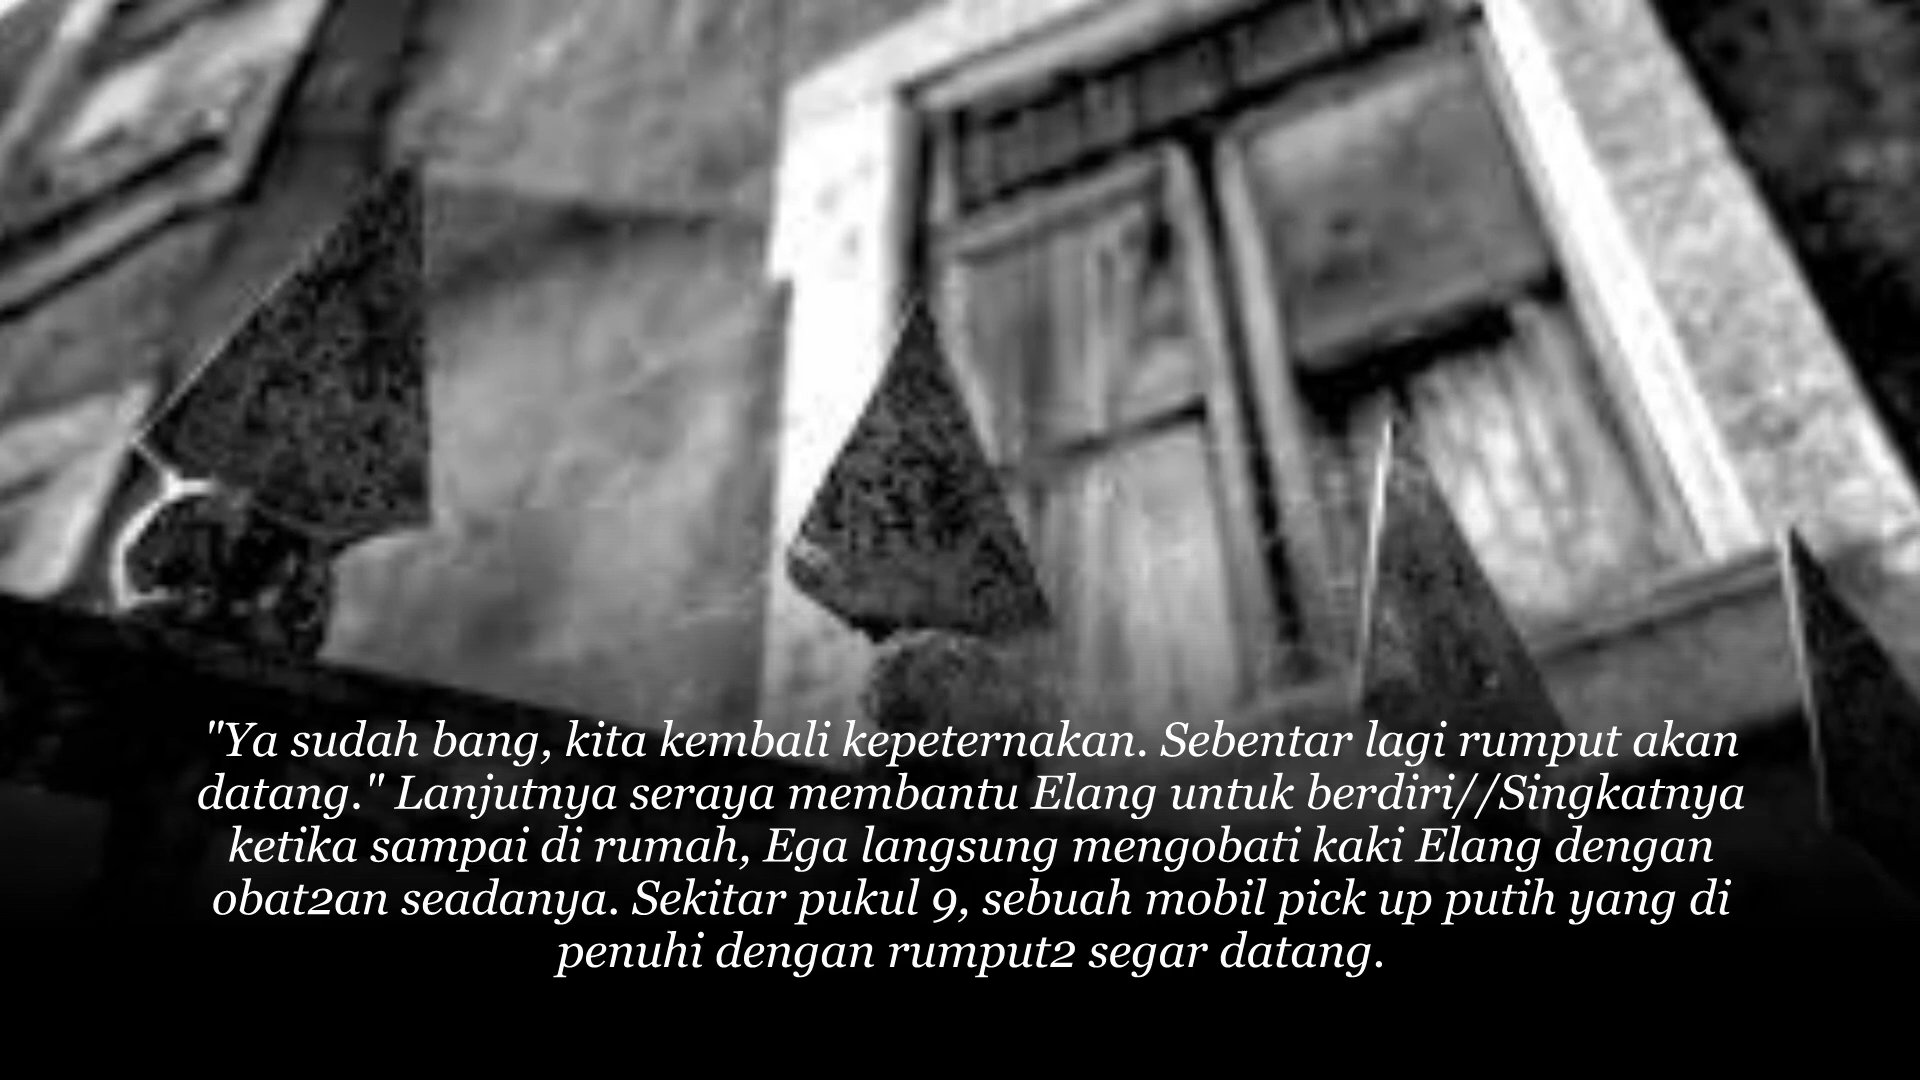 "Ya sudah bang, kita kembali kepeternakan. Sebentar lagi rumput akan
datang." Lanjutnya seraya membantu Elang untuk berdiri//Singkatnya
ketika sampai di rumah, Ega langsung mengobati kaki Elang dengan
obat2an seadanya. Sekitar pukul 9, sebuah mobil pick up putih yang di
penuhi dengan rumput2 segar datang.